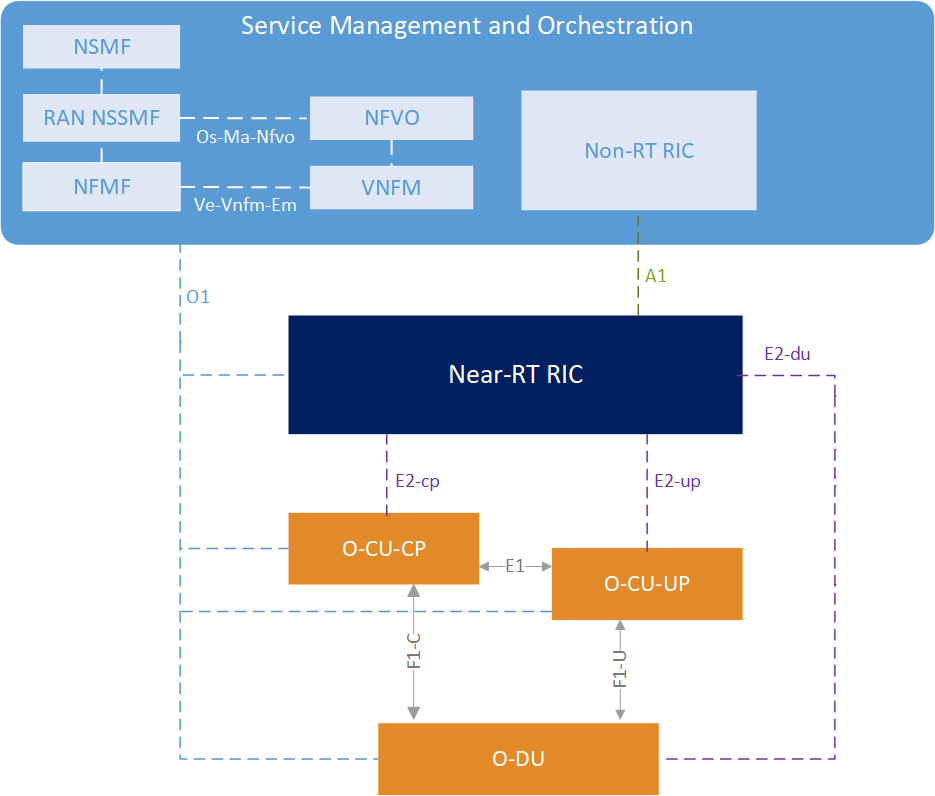 Service Management and Orchestration
NSMF
RAN NSSMF
Os-Ma-Nfvo
NFVO
Non-RT RIC
NFMF
Ve-Vnfm-Em
VNFM
A1
O1
Near-RT RIC
E2-du
E2-cp
E2-up
O-CU-CP
E1
O-CU-UP
F1-C
F1-U
O-DU